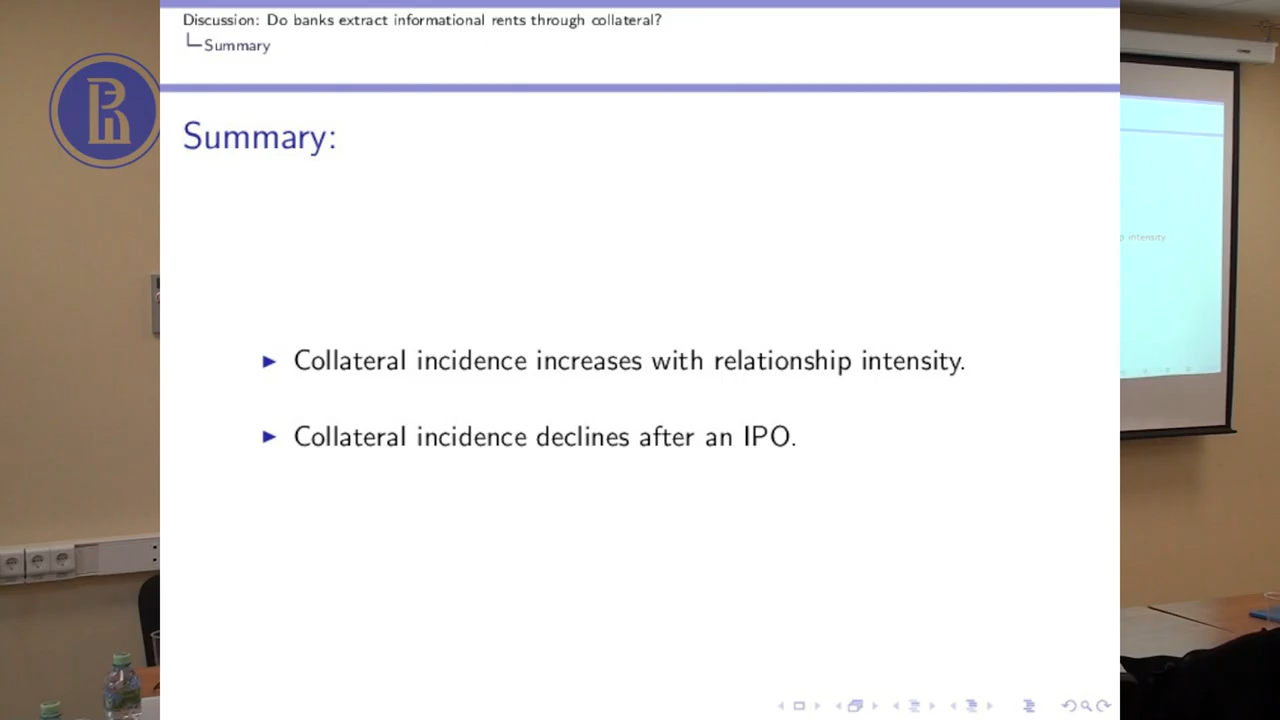 Discussion: Do banks extract informational rents through collateral?
Summary
Summary:
Collateral incidence increases with relationship intensity.
Collateral incidence declines after an IPO.
intensity